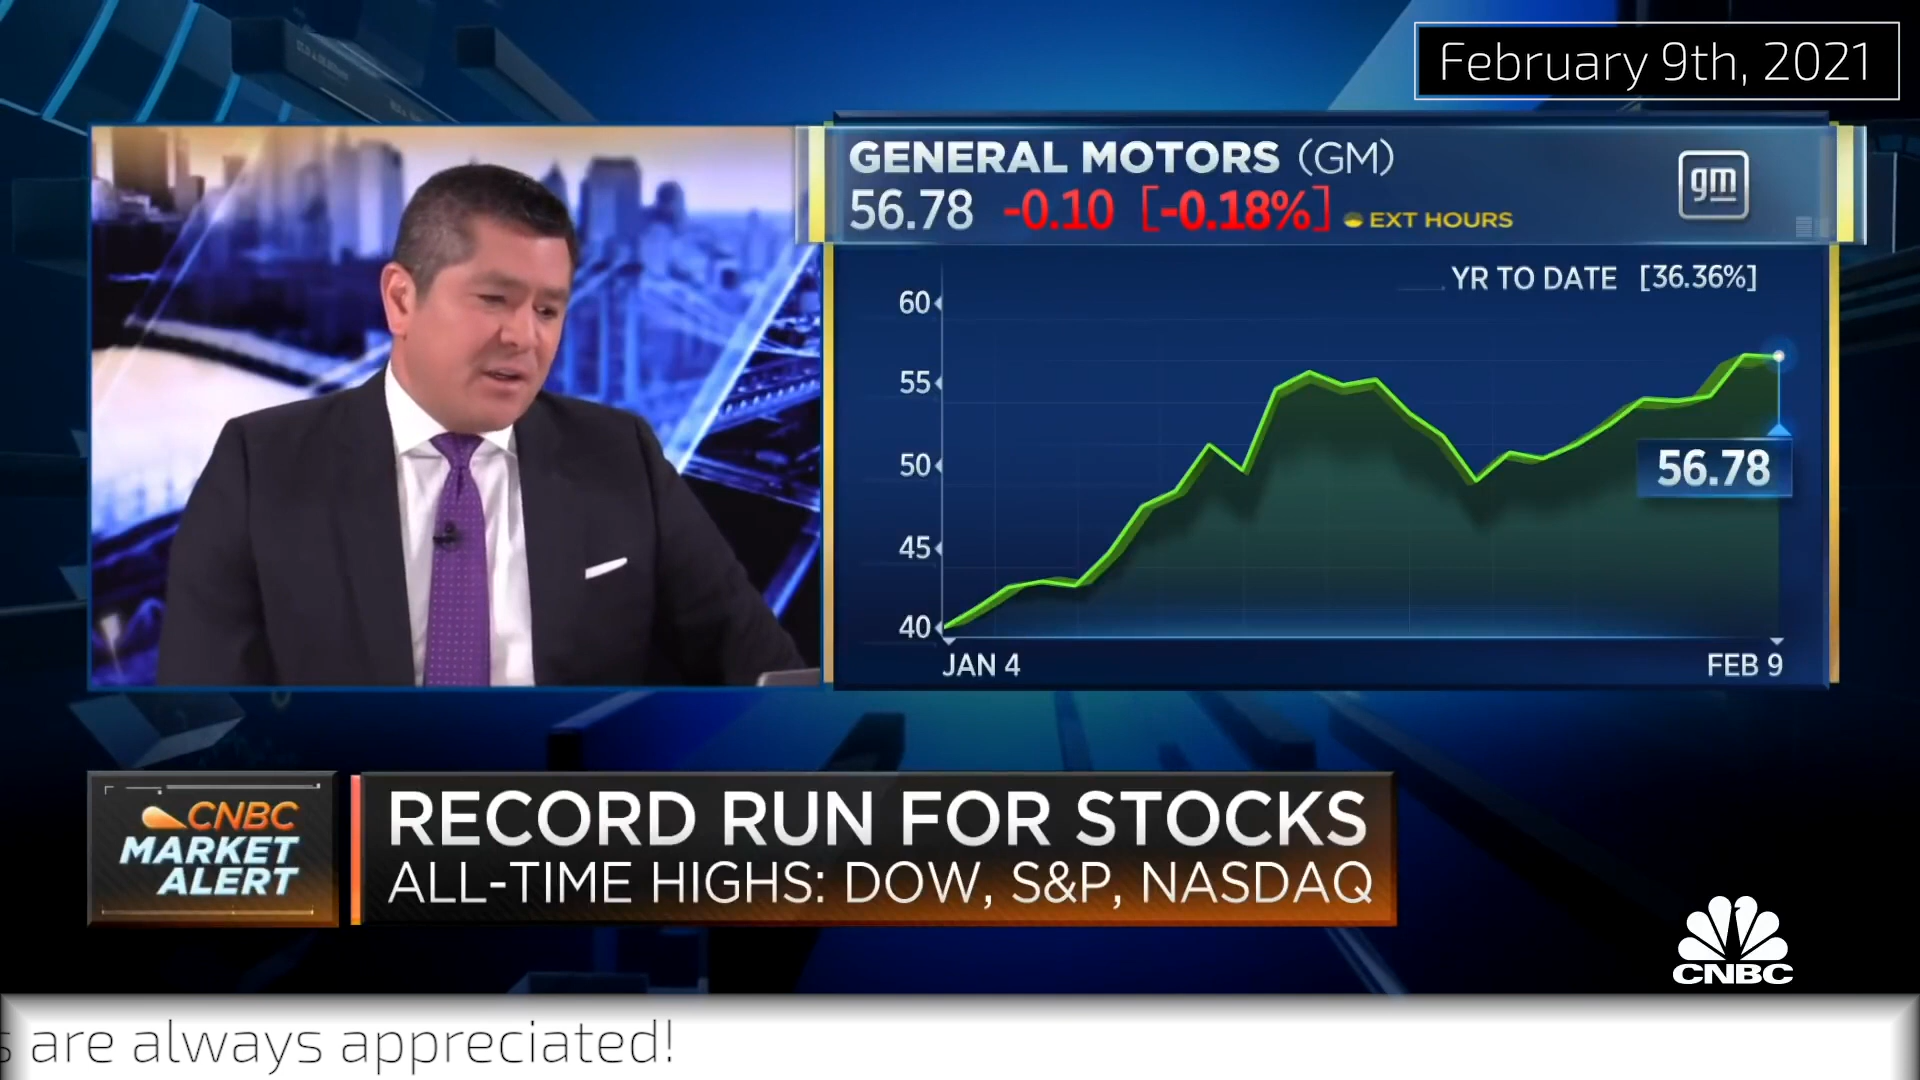 February 9th, 2021
GENERAL MOTORS (GM)
gm
56.78 -0.10 [-0.18%] EXT HOURS
YR TO DATE [36.36%]
60
55
50
45
40
56.78
JAN 4 FEB 9
CNBC
MARKET
ALERT
RECORD RUN FOR STOCKS
ALL-TIME HIGHS: DOW, S&P, NASDAQ
CNBC
s are always appreciated!